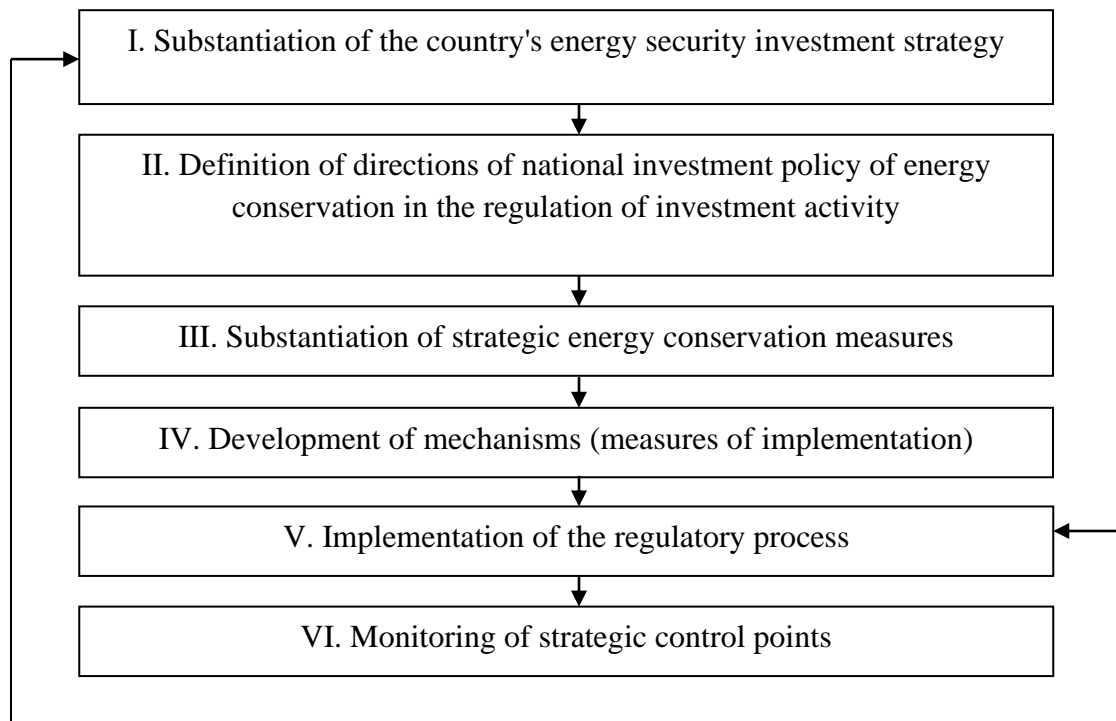 I. Substantiation of the country's energy security investment strategy
II. Definition of directions of national investment policy of energy
conservation in the regulation of investment activity
III. Substantiation of strategic energy conservation measures
IV. Development of mechanisms (measures of implementation)
V. Implementation of the regulatory process
VI. Monitoring of strategic control points